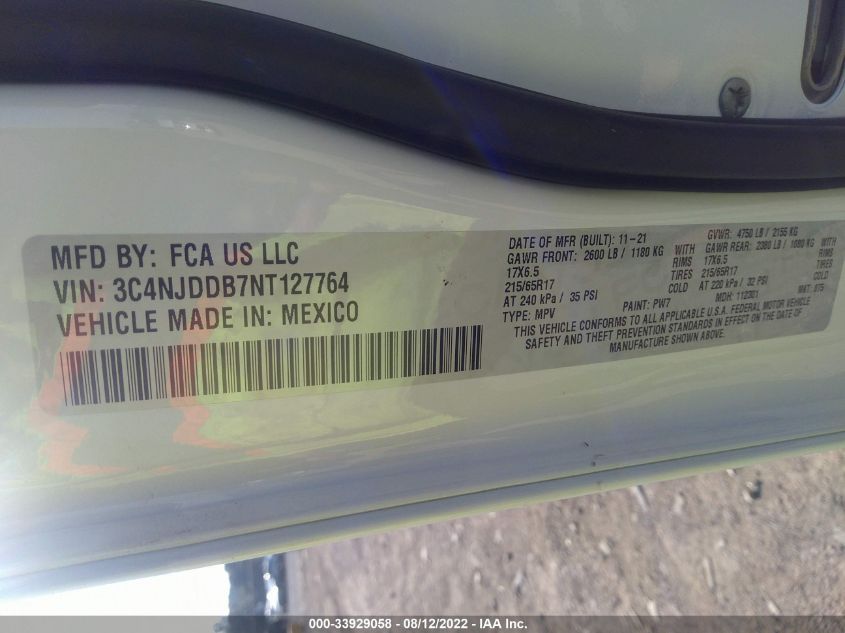 MFD BY: FCA US LLC
VIN: 3C4NJDDB7NT127764
VEHICLE MADE IN: MEXICO
DATE OF MFR (BUILT): 11-21 GVWR: 4750 LB / 2155 KG
GAWR FRONT: 2600 LB / 1180 KG WITH GAWR REAR: 2380 LB / 1080 KG WITH
17X6.5 RIMS 17X6.5 RIMS
215/65R17 TIRES 215/65R17 TIRES
AT 240 kPa / 35 PSI COLD AT 220 kPa / 32 PSI COLD
TYPE: MPV PAINT: PW7 MDH: 112301 MKT: 875
THIS VEHICLE CONFORMS TO ALL APPLICABLE U.S.A. FEDERAL MOTOR VEHICLE
SAFETY AND THEFT PREVENTION STANDARDS IN EFFECT ON THE DATE OF
MANUFACTURE SHOWN ABOVE.
000-33929058 - 08/12/2022 - IAA Inc.